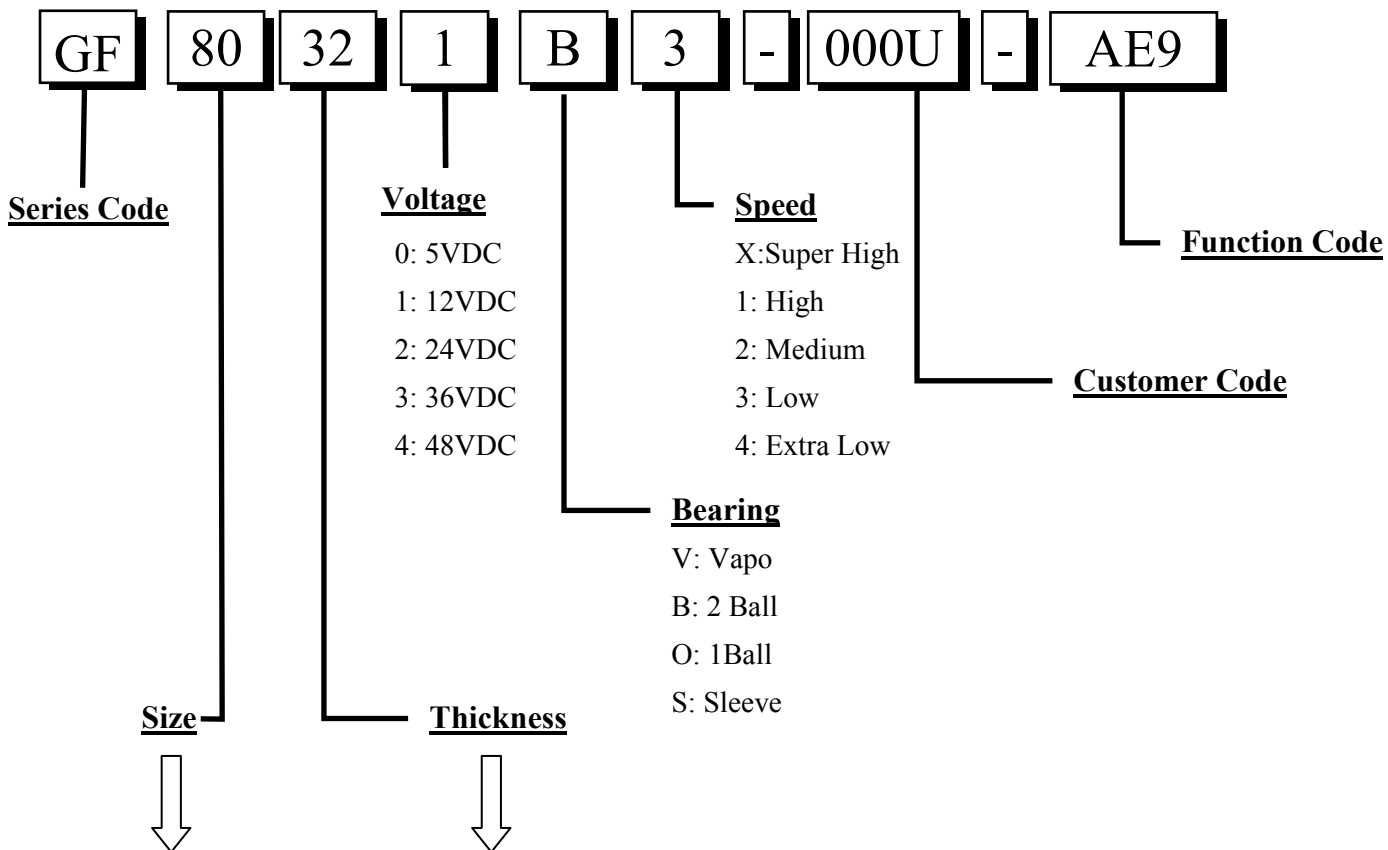 GF 80 32 1 B 3 - 000U - AE9
Series Code
Voltage
0: 5VDC
1: 12VDC
2: 24VDC
3: 36VDC
4: 48VDC
Speed
X:Super High
1: High
2: Medium
3: Low
4: Extra Low
Function Code
Customer Code
Bearing
V: Vapo
B: 2 Ball
O: 1Ball
S: Sleeve
Size
Thickness